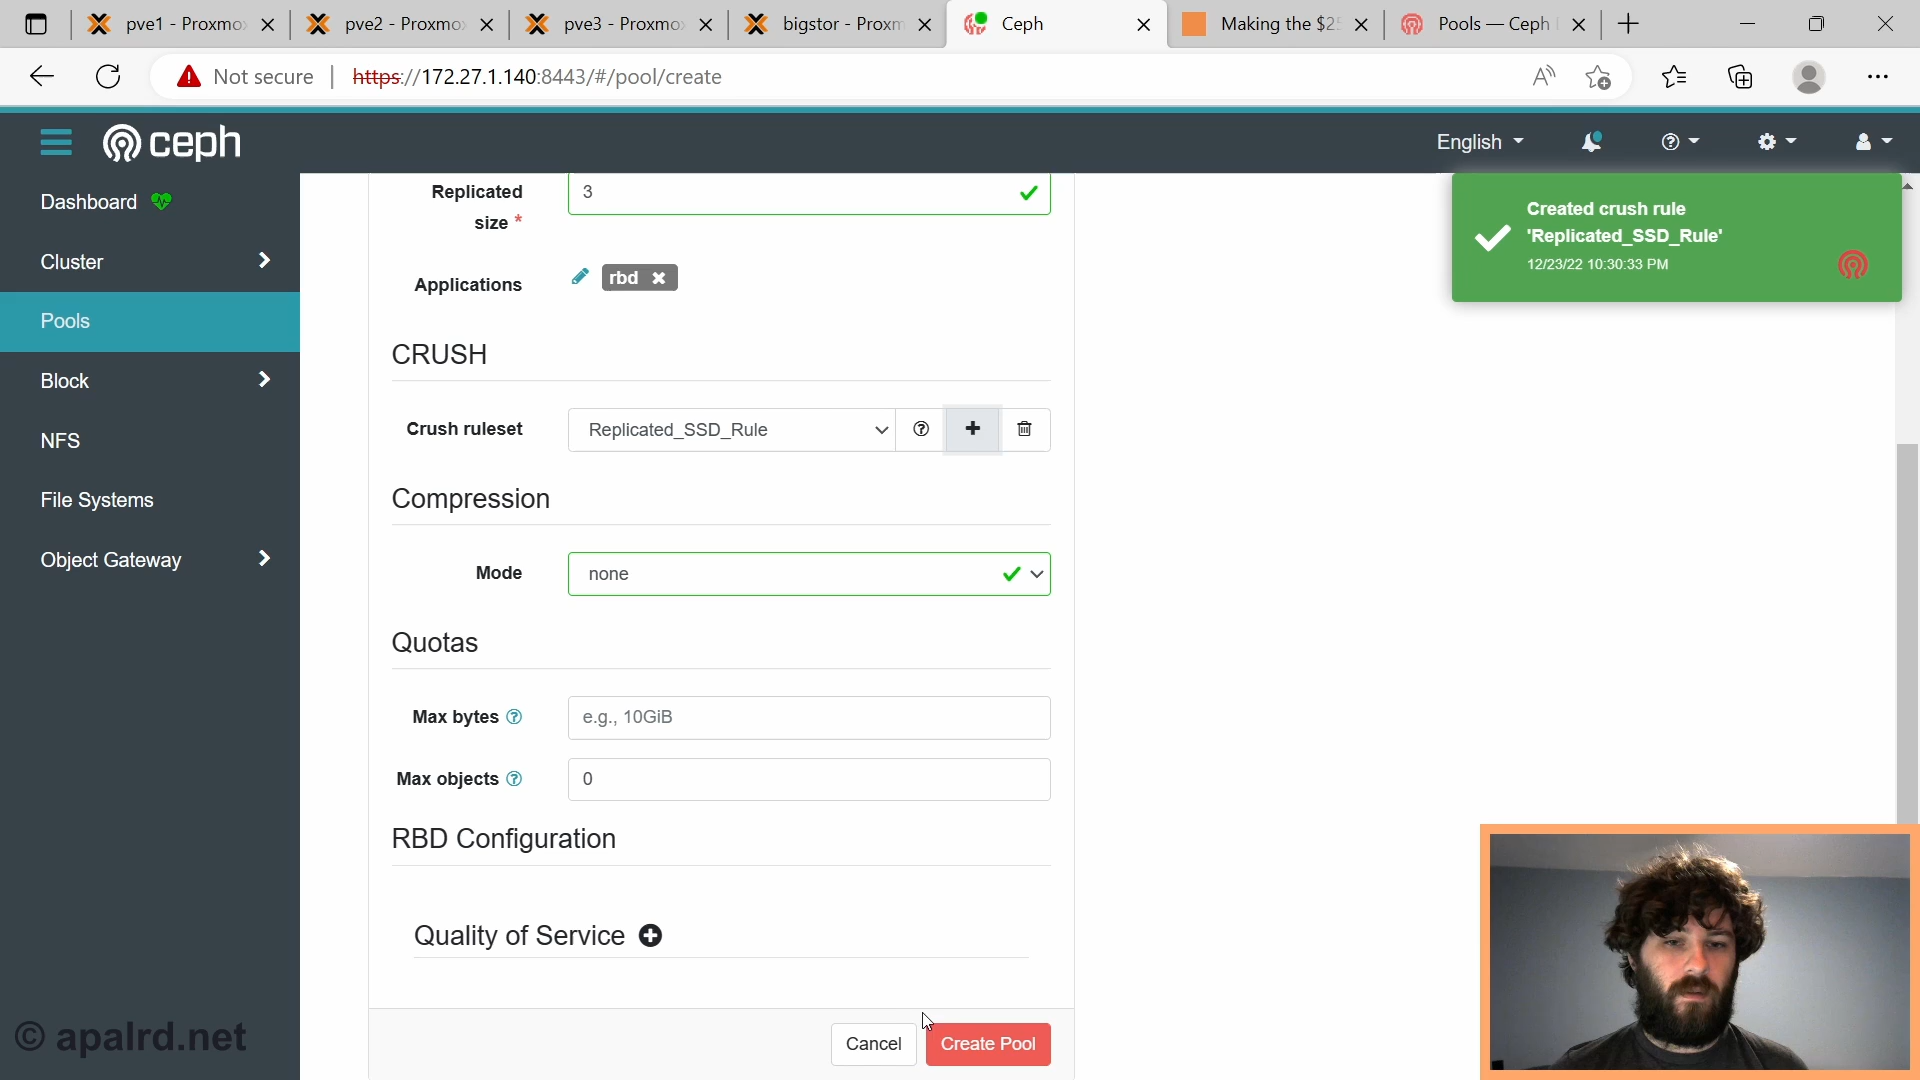 pve1 - Proxmo
pve2 - Proxmo
pve3 - Proxmo
bigstor - Proxm
Ceph
Making the $25
Pools — Ceph
Not secure
https://172.27.1.140:8443/#/pool/create
ceph
English
Dashboard
Cluster
Pools
Block
NFS
File Systems
Object Gateway
Replicated
size *
3
Applications
rbd
CRUSH
Crush ruleset
Replicated_SSD_Rule
Compression
Mode
none
Quotas
Max bytes
e.g., 10GiB
Max objects
0
RBD Configuration
Quality of Service
Cancel
Create Pool
Created crush rule
'Replicated_SSD_Rule'
12/23/22 10:30:33 PM
© apalrd.net